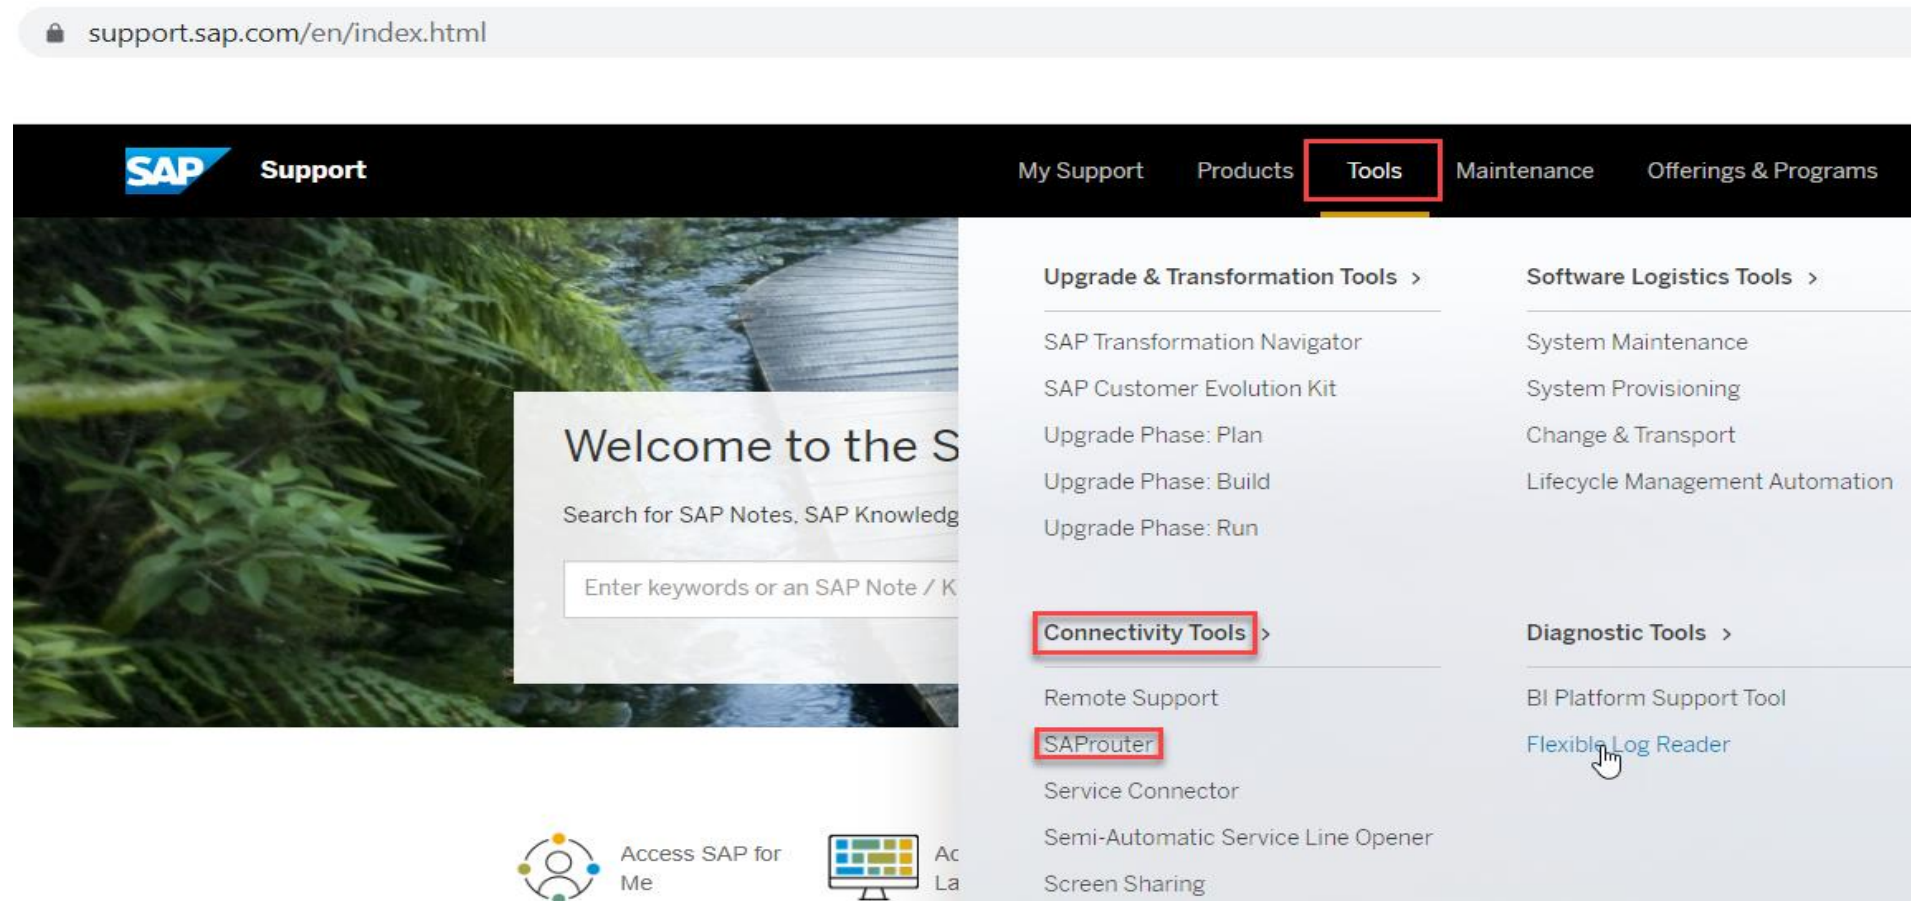 support.sap.com/en/index.html
SAP Support
My Support Products Tools Maintenance Offerings & Programs
Upgrade & Transformation Tools >
SAP Transformation Navigator
SAP Customer Evolution Kit
Upgrade Phase: Plan
Upgrade Phase: Build
Upgrade Phase: Run
Software Logistics Tools >
System Maintenance
System Provisioning
Change & Transport
Lifecycle Management Automation
Welcome to the S
Search for SAP Notes, SAP Knowledg
Enter keywords or an SAP Note / K
Connectivity Tools >
Remote Support
SAProuter
Service Connector
Semi-Automatic Service Line Opener
Screen Sharing
Diagnostic Tools >
BI Platform Support Tool
Flexible Log Reader
Access SAP for
Me
Ac
La